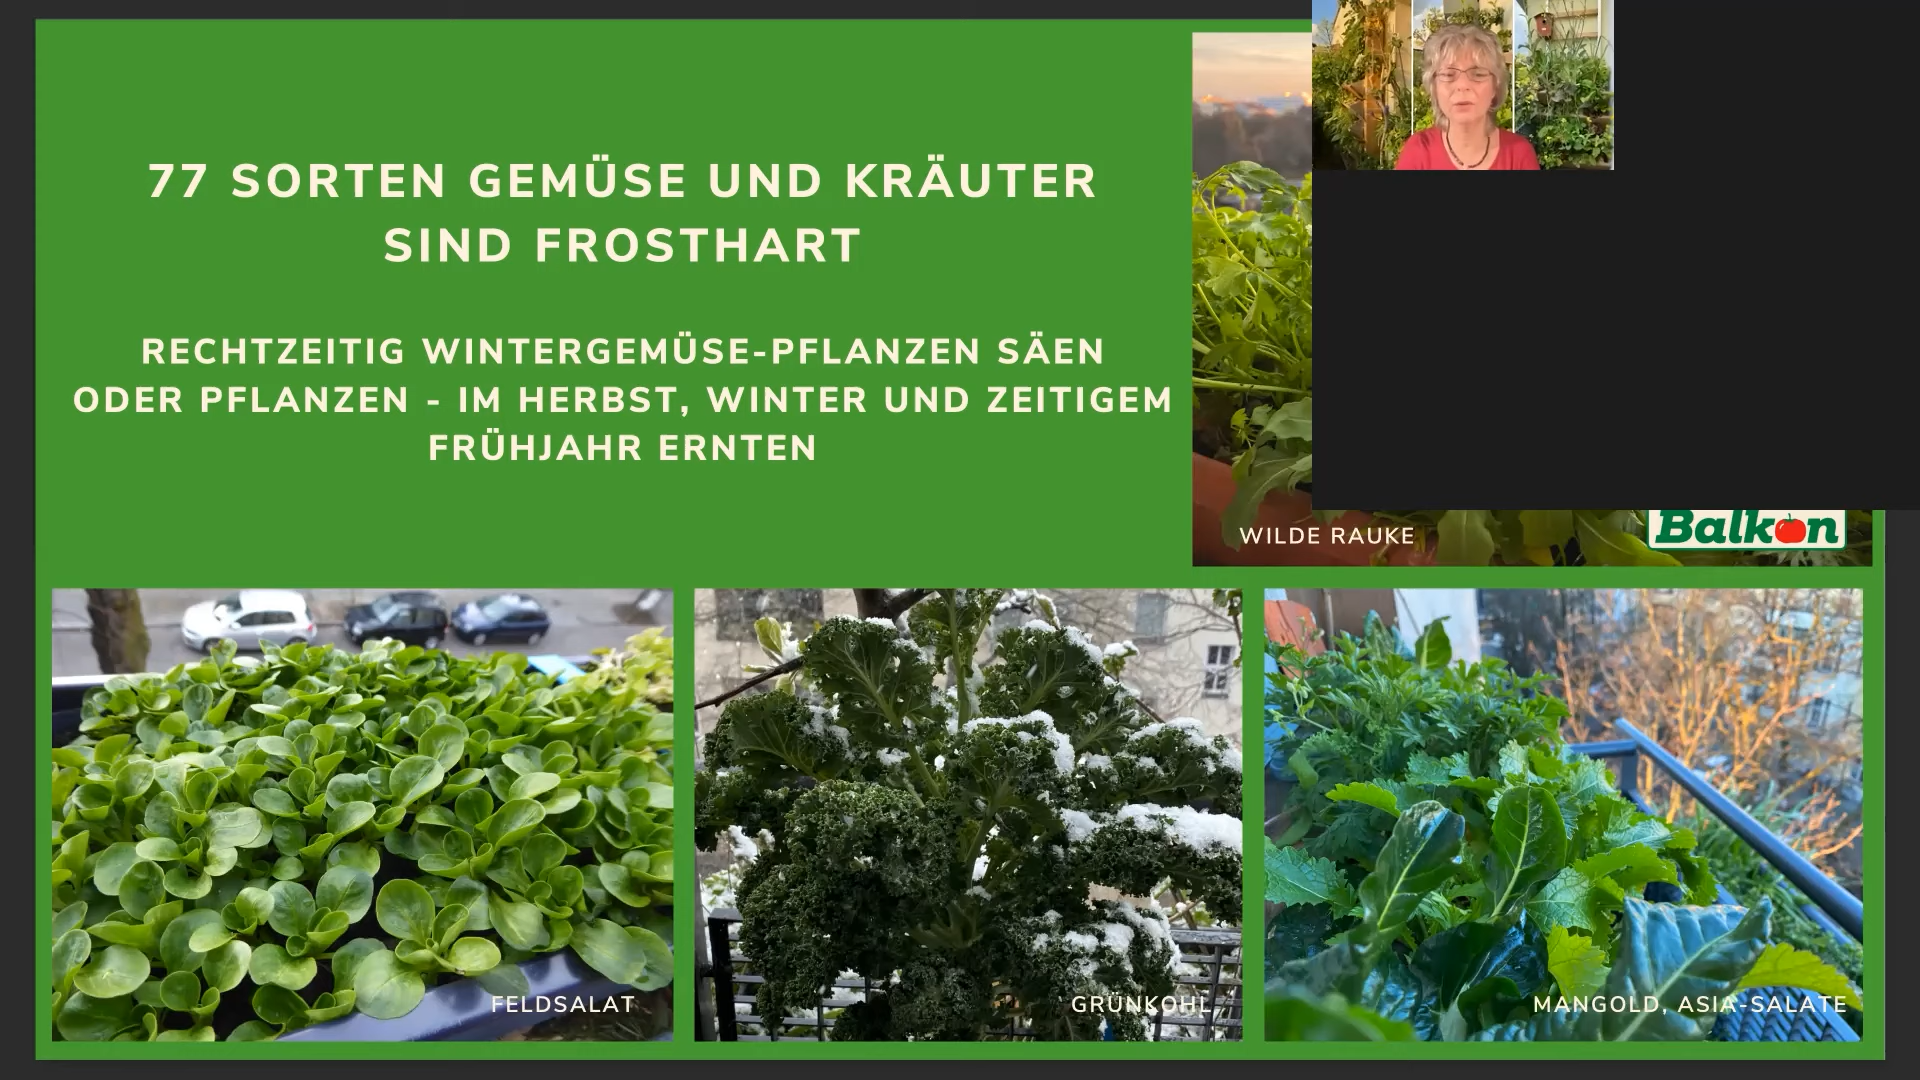 77 SORTEN GEMÜSE UND KRÄUTER
SIND FROSTHART
RECHTZEITIG WINTERGEMÜSE-PFLANZEN SÄEN
ODER PFLANZEN - IM HERBST, WINTER UND ZEITIGEM
FRÜHJAHR ERNTEN
WILDE RAUKE
Balkon
FELDSALAT
GRÜNKOHL
MANGOLD, ASIA-SALATE